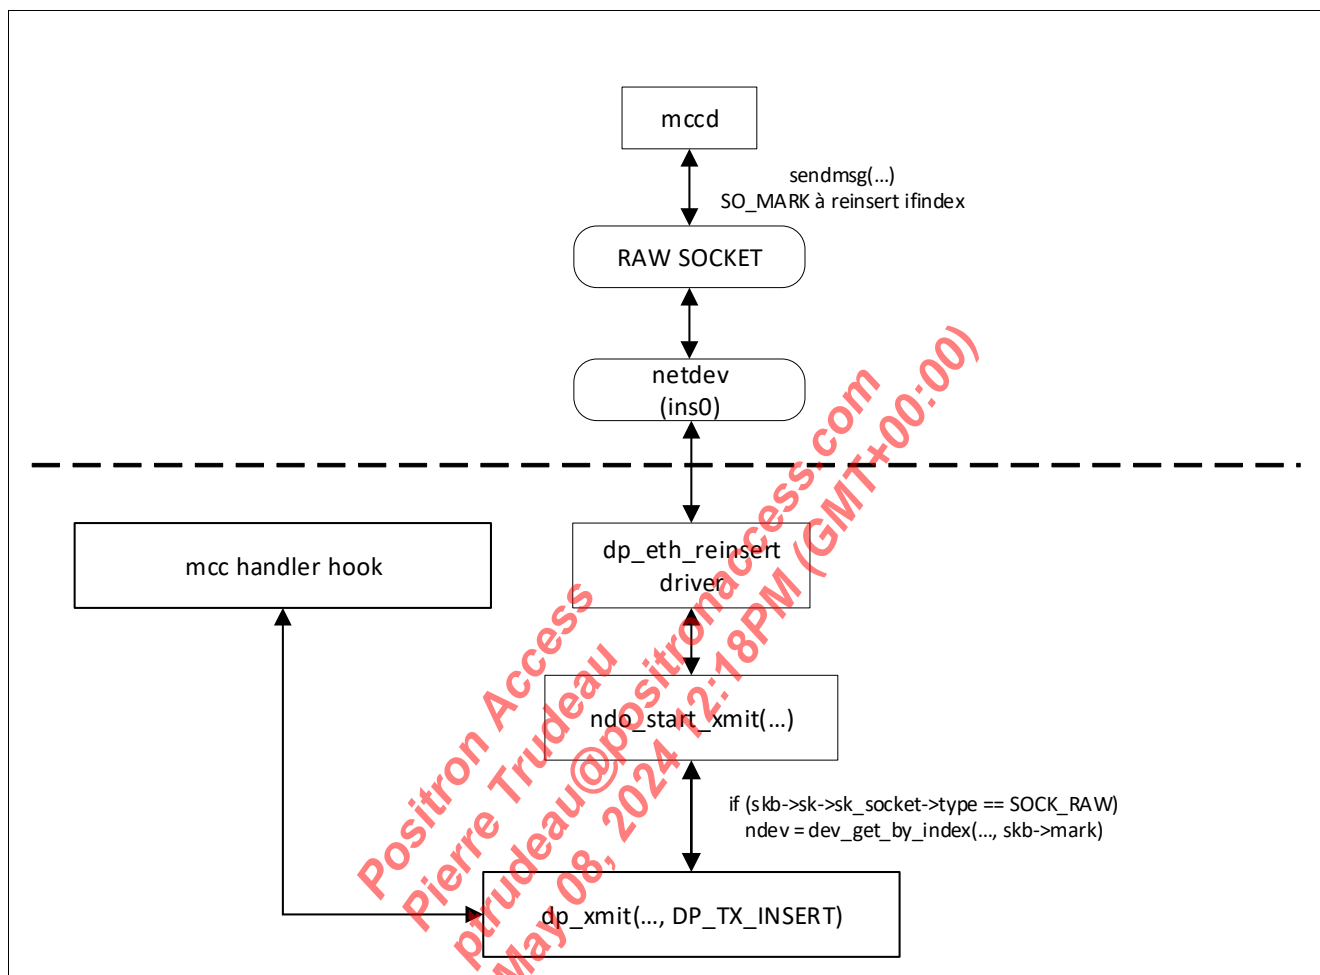 mccd
sendmsg(...)
SO_MARK à reinsert ifindex
RAW SOCKET
netdev
(ins0)
dp_eth_reinsert
driver
mcc handler hook
ndo_start_xmit(...)
if (skb->sk->sk_socket->type == SOCK_RAW)
ndev = dev_get_by_index(..., skb->mark)
dp_xmit(..., DP_TX_INSERT)
Positron Access
Pierre Trudeau
ptrudeau@positronaccess.com
May 08, 2024 12:18PM (GMT+00:00)